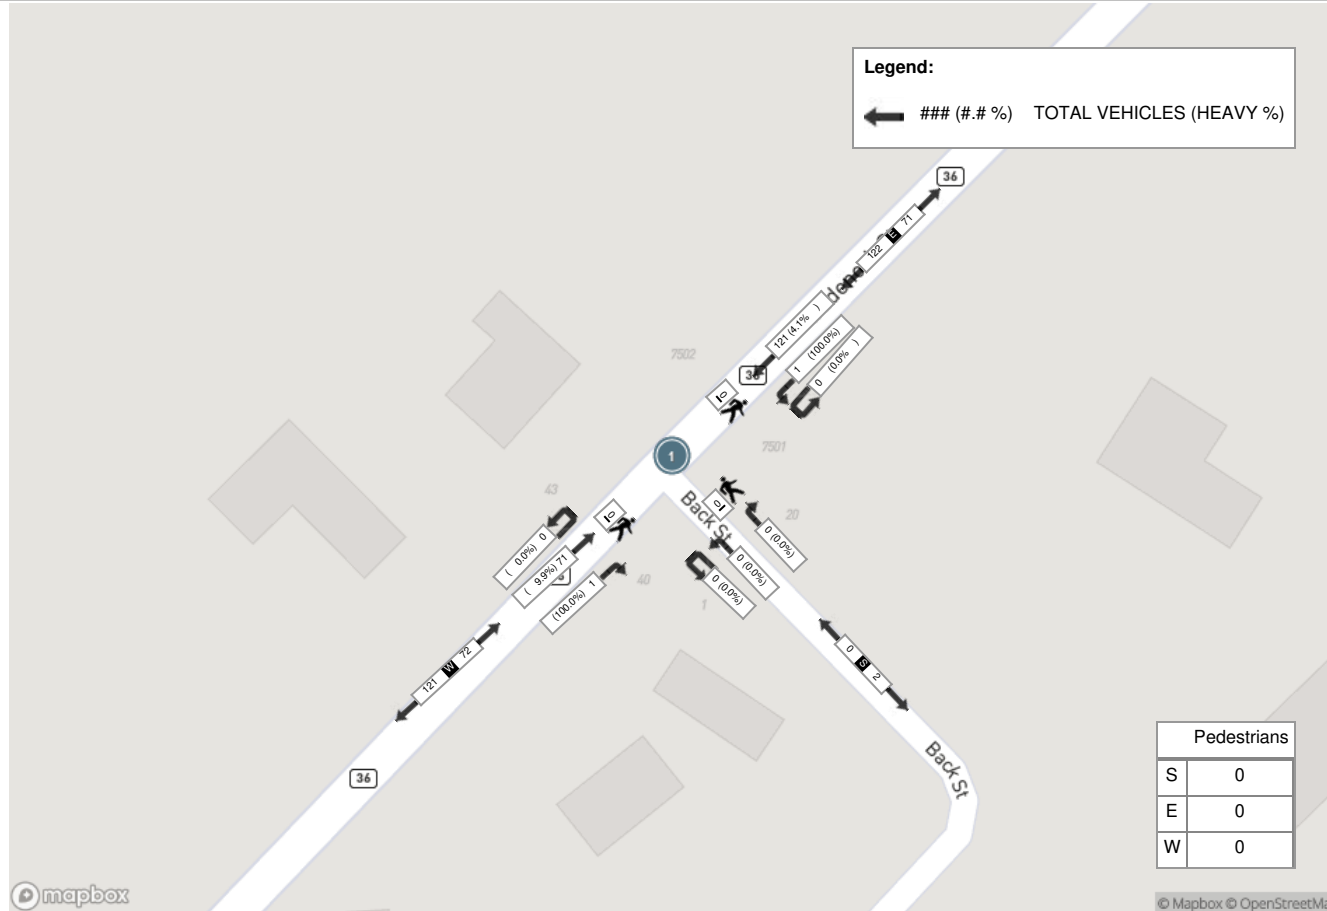 Legend:
### (#.# %) TOTAL VEHICLES (HEAVY %)
36
71
E
122
121 (4.1% )
1 (100.0%)
0 (0.0% )
7502
0
1
7501
43
0
( 0.0%) 0
( 9.9%) 71
(100.0%) 1
40
Back St
0
20
0 (0.0%)
0 (0.0%)
0 (0.0%)
1
72
W
121
0
S
2
36
Back St
Pedestrians
S 0
E 0
W 0
mapbox
© Mapbox © OpenStreetMa